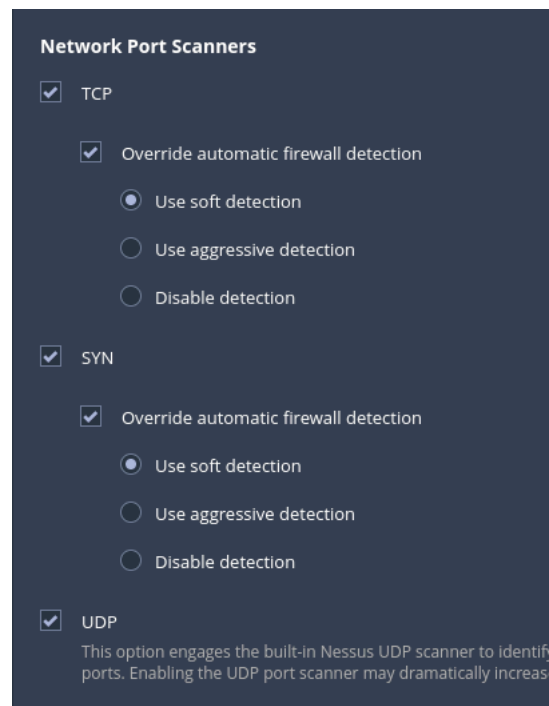 Network Port Scanners
TCP
Override automatic firewall detection
Use soft detection
Use aggressive detection
Disable detection
SYN
Override automatic firewall detection
Use soft detection
Use aggressive detection
Disable detection
UDP
This option engages the built-in Nessus UDP scanner to identify
ports. Enabling the UDP port scanner may dramatically increas